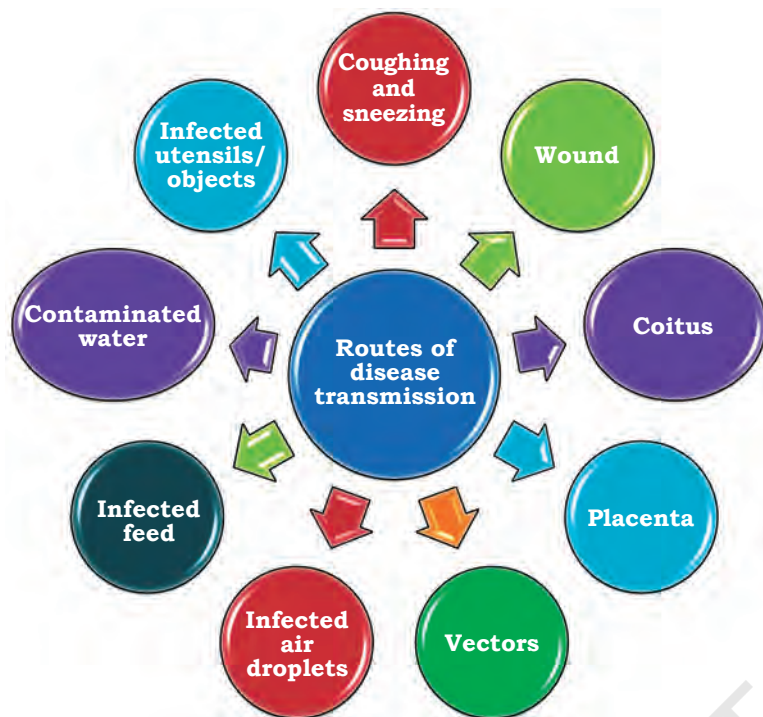 Coughing
and
sneezing
Wound
Coitus
Placenta
Vectors
Infected
air
droplets
Infected
feed
Contaminated
water
Infected
utensils/
objects
Routes of
disease
transmission